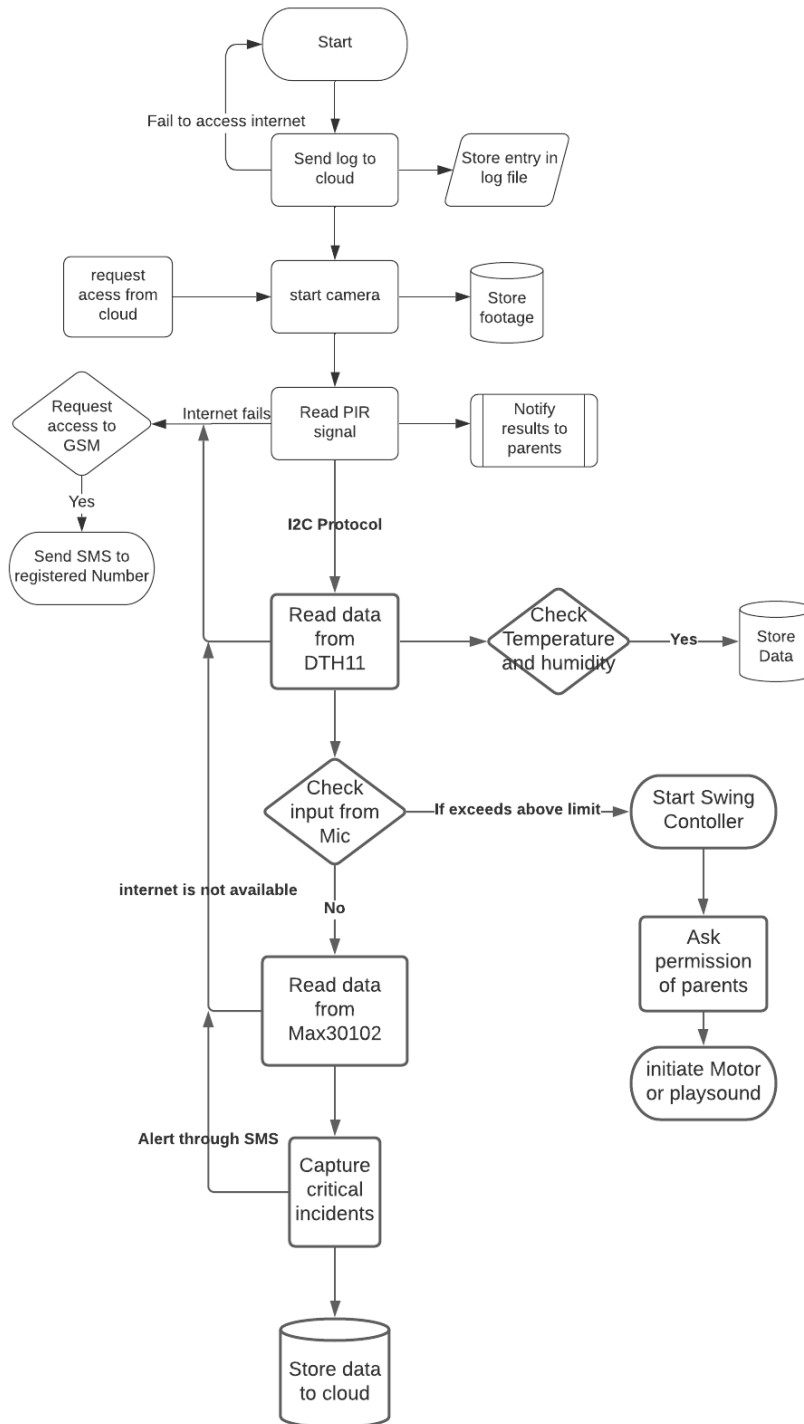 Start
Fail to access internet
Send log to
cloud
Store entry in
log file
request
acess from
cloud
start camera
Store
footage
Request
access to
GSM
Internet fails
Read PIR
signal
Notify
results to
parents
Yes
I2C Protocol
Send SMS to
registered Number
Read data
from
DTH11
Check
Temperature
and humidity
Yes
Store
Data
Check
input from
Mic
If exceeds above limit
Start Swing
Contoller
internet is not available
No
Ask
permission
of parents
Read data
from
Max30102
initiate Motor
or playsound
Alert through SMS
Capture
critical
incidents
Store data
to cloud